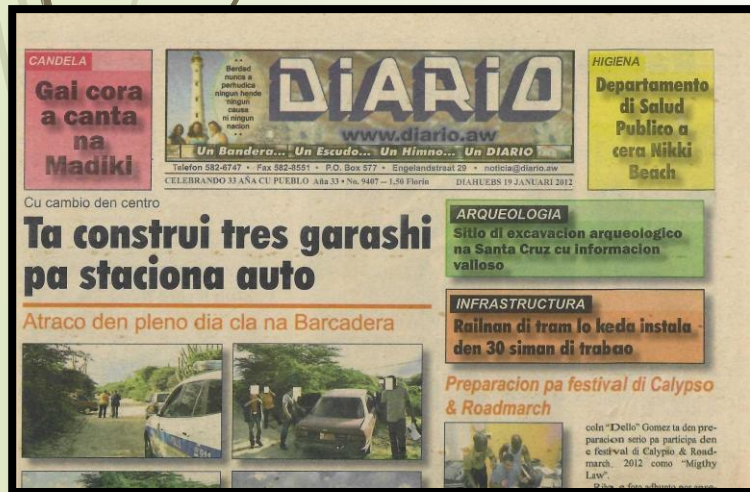 CANDELA
Gai cora
a canta
na
Madiki
Berdad
nunca a
perhudica
ningun hende
ningun
causa
ni ningun
nacion
DiARiO
www.diario.aw
Un Bandera... Un Escudo... Un Himno... Un DIARIO
Telefon 582-6747 • Fax 582-8551 • P.O. Box 577 • Engelandstraat 29 • noticia@diario.aw
CELEBRANDO 33 AÑA CU PUEBLO Aña 33 • No. 9407 -- 1,50 Florin DIAHUEBS 19 JANUARI 2012
HIGIENA
Departamento
di Salud
Publico a
cera Nikki
Beach
Cu cambio den centro
Ta construi tres garashi
pa staciona auto
Atraco den pleno dia cla na Barcadera
ARQUEOLOGIA
Sitio di excavacion arqueologico
na Santa Cruz cu informacion
valioso
INFRASTRUCTURA
Railnan di tram lo keda instala
den 30 siman di trabao
Preparacion pa festival di Calypso
& Roadmarch
coln "Dello" Gomez ta den pre-
paracion serio pa participa den
e festival di Calypso & Road-
march 2012 como "Migthy
Law".